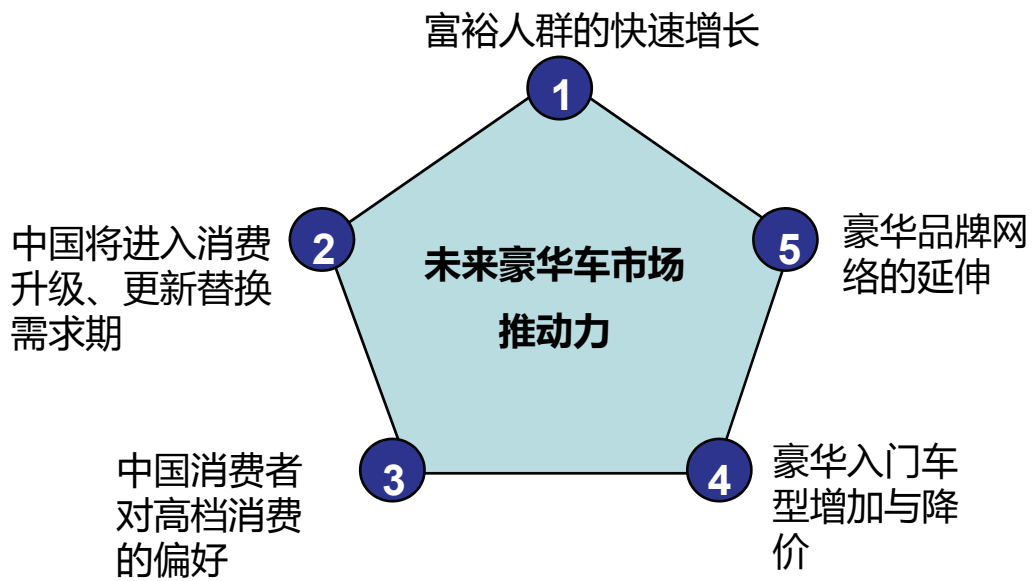 富裕人群的快速增长
1
2
中国将进入消费
升级、更新替换
需求期
未来豪华车市场
推动力
5
豪华品牌网
络的延伸
3
中国消费者
对高档消费
的偏好
4
豪华入门车
型增加与降
价